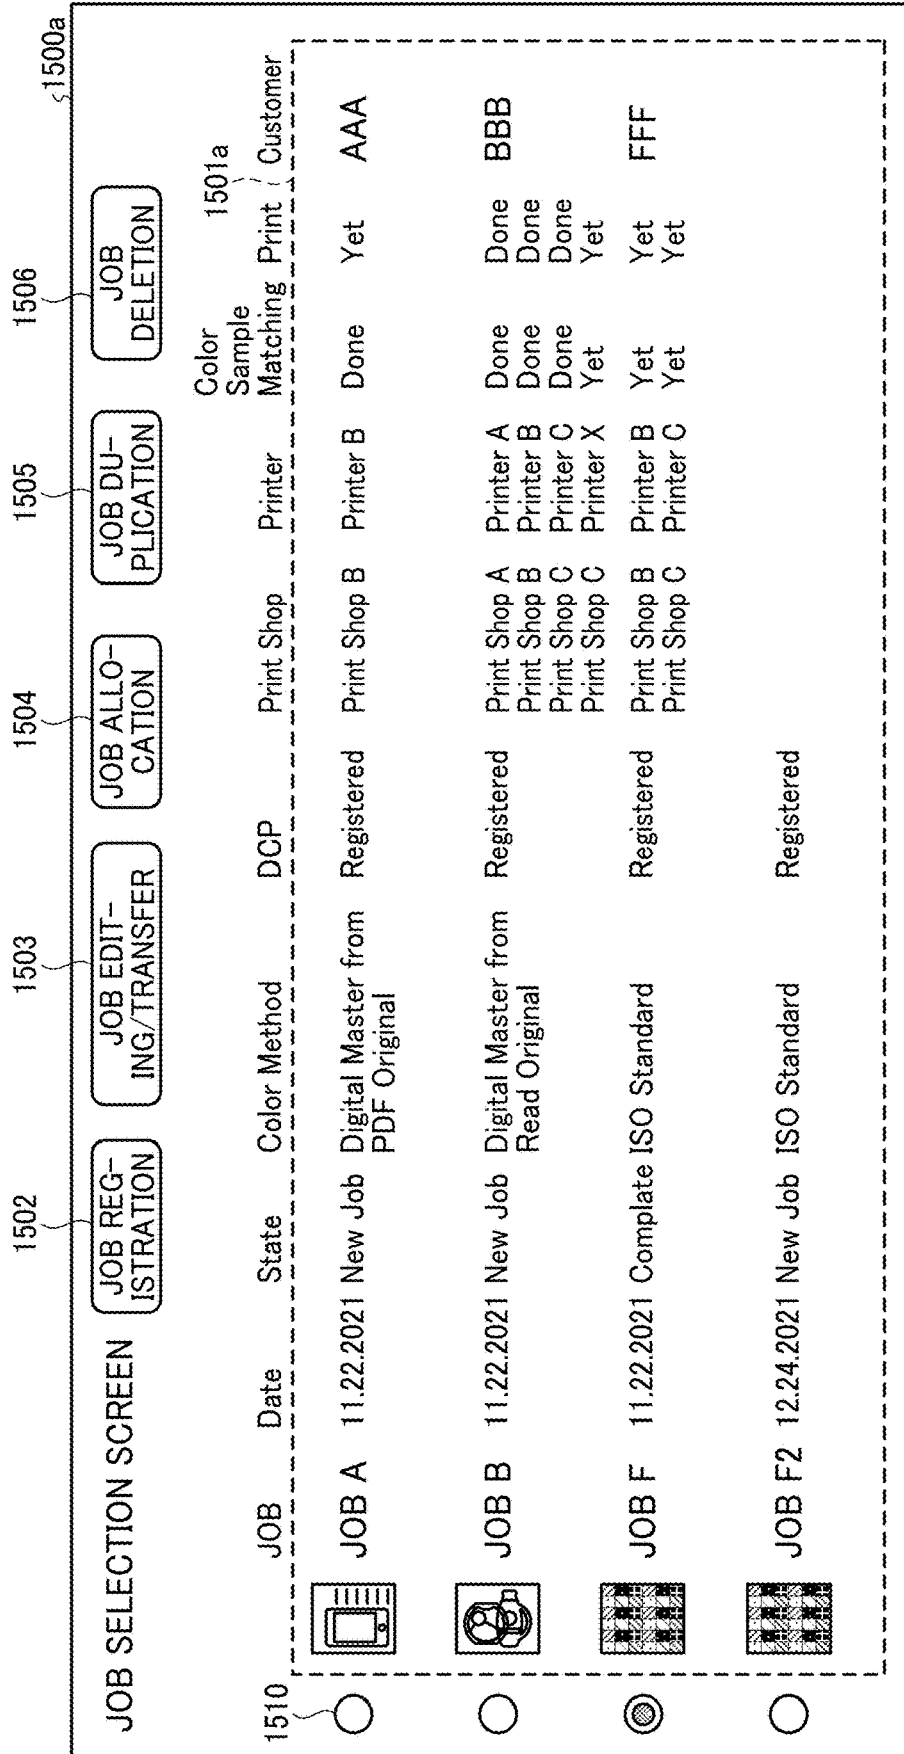 1500a
1502 1503 1504 1505 1506
JOB SELECTION SCREEN
JOB REG-
ISTRATION
JOB EDIT-
ING/TRANSFER
JOB ALLO-
CATION
JOB DU-
PLICATION
JOB
DELETION
1501a
Color
Sample
JOB Date State Color Method DCP Print Shop Printer Matching Print Customer
1510
JOB A 11.22.2021 New Job Digital Master from Registered Print Shop B Printer B Done Yet AAA
PDF Original
JOB B 11.22.2021 New Job Digital Master from Registered Print Shop A Printer A Done Done BBB
Read Original Print Shop B Printer B Done Done
Print Shop C Printer C Done Done
Print Shop C Printer X Yet Yet
JOB F 11.22.2021 Complate ISO Standard Registered Print Shop B Printer B Yet Yet FFF
Print Shop C Printer C Yet Yet
JOB F2 12.24.2021 New Job ISO Standard Registered